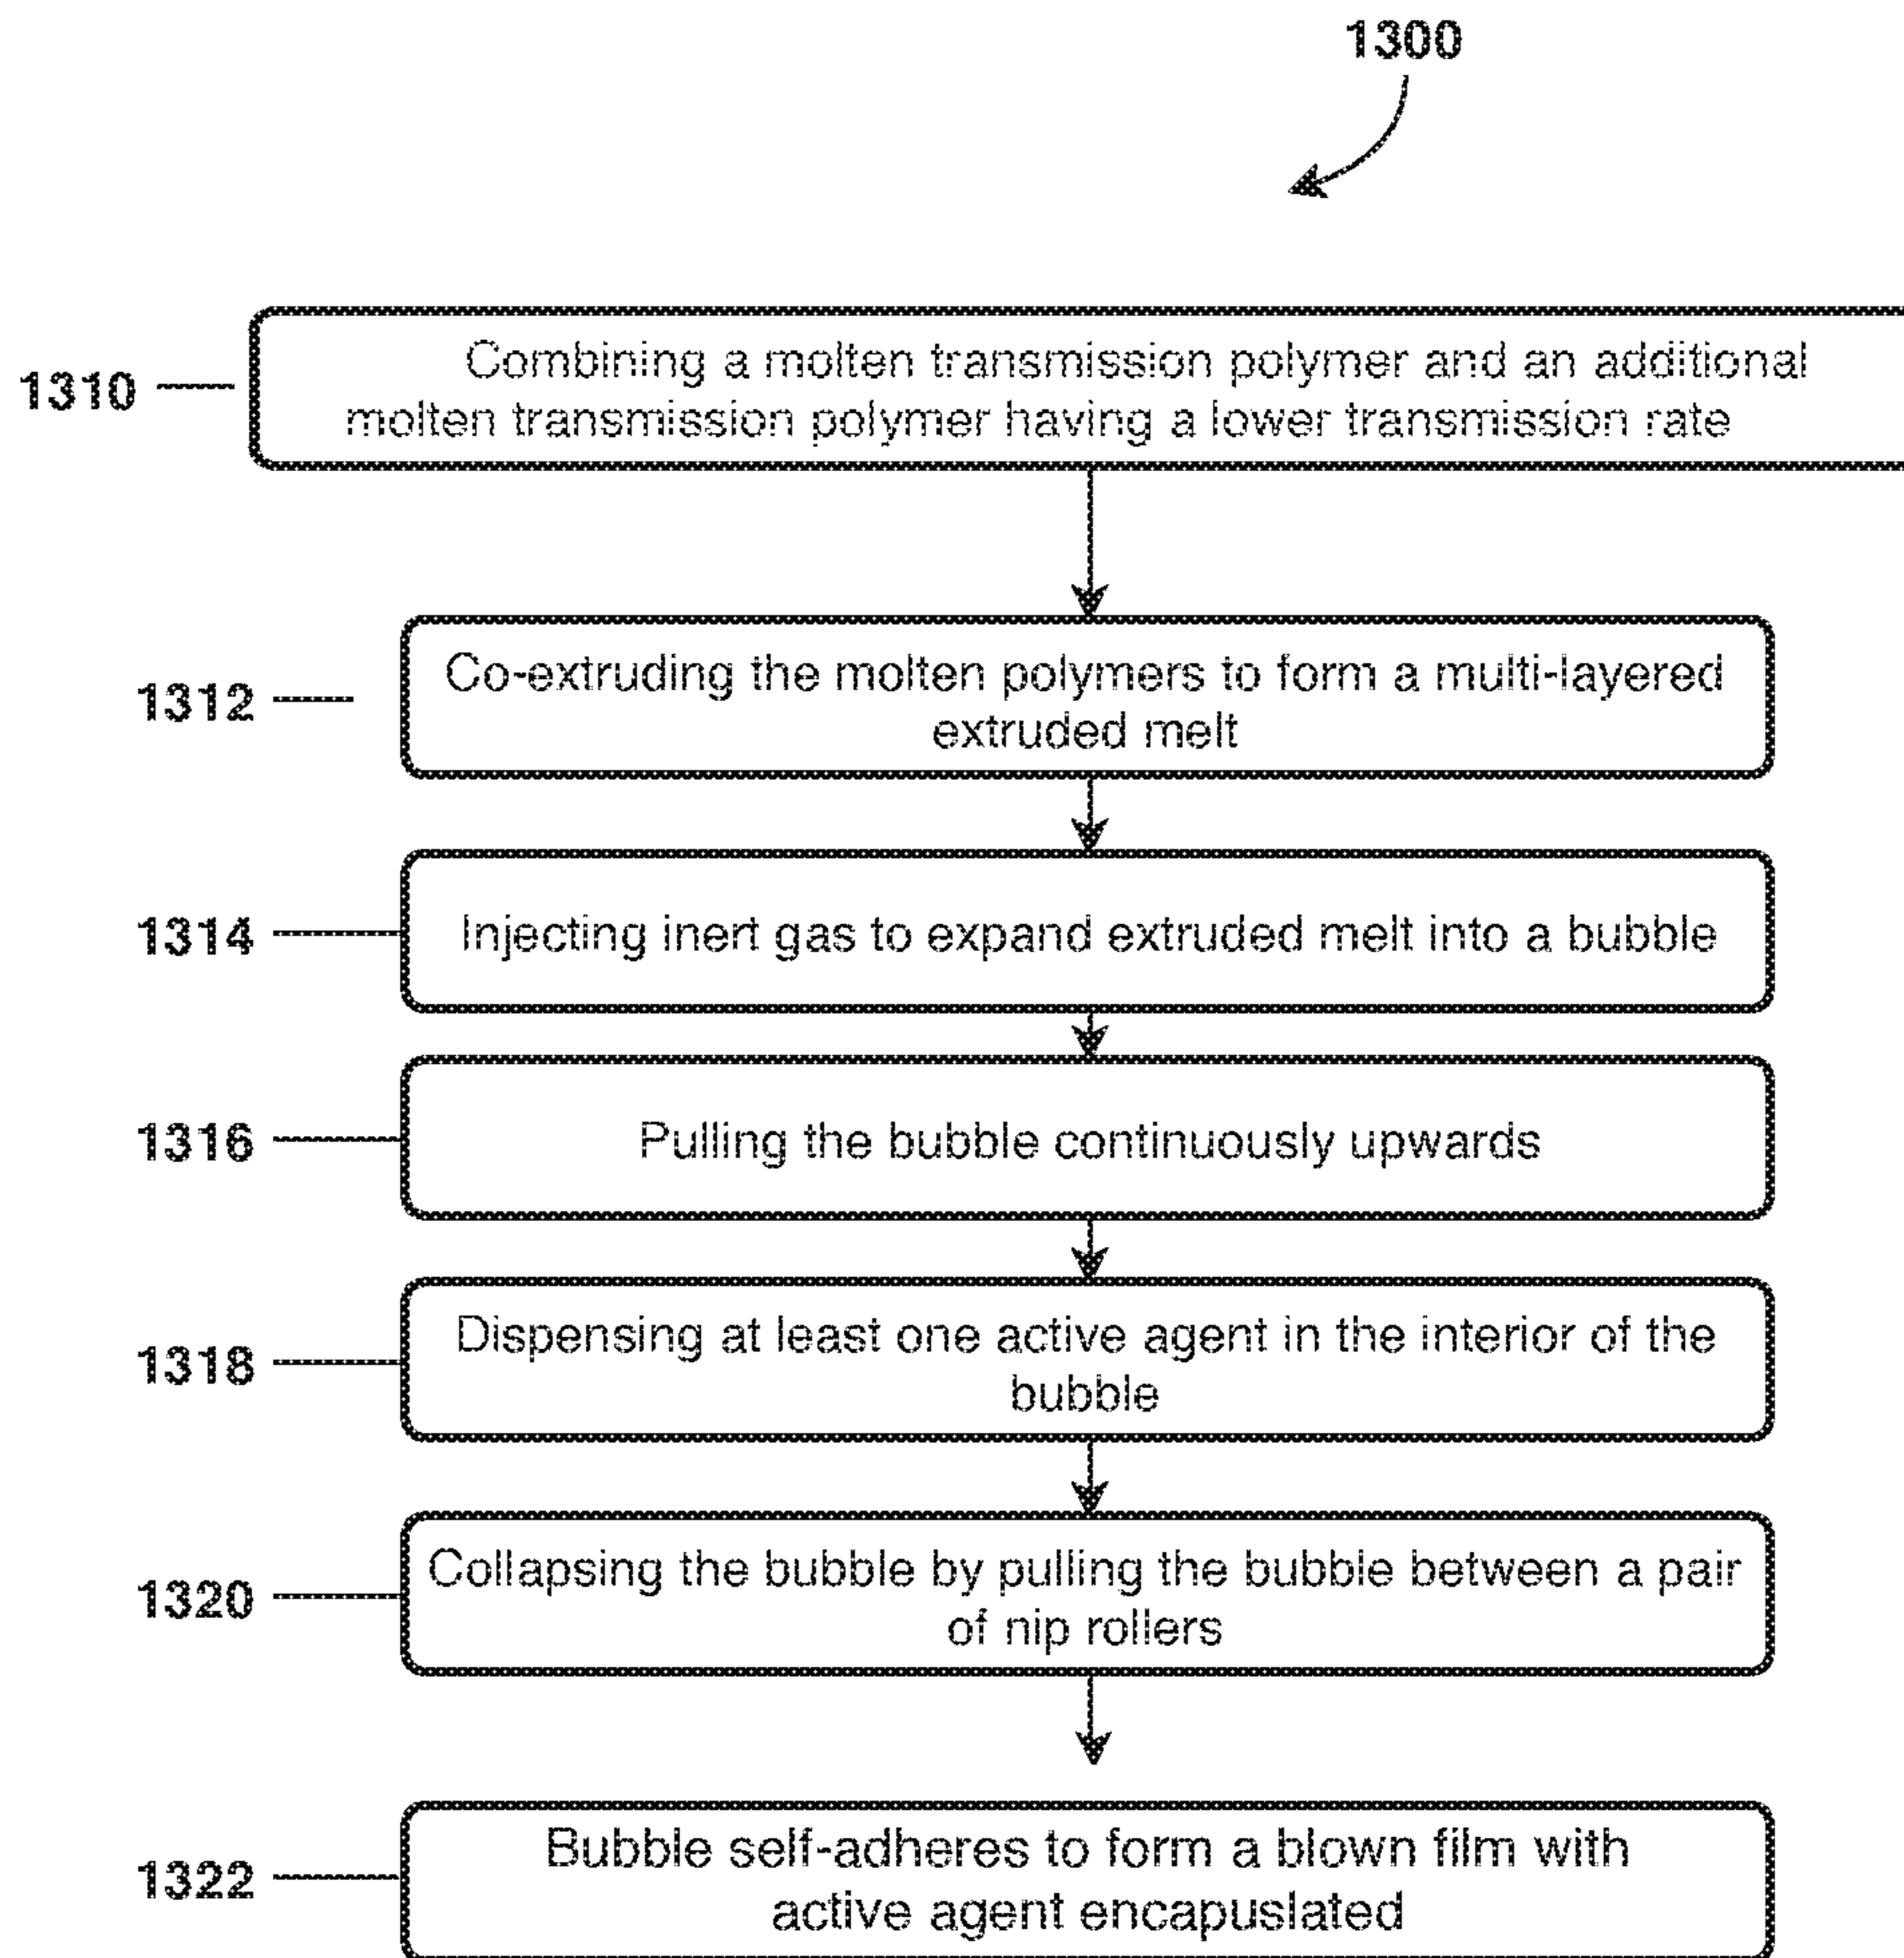 1300
1310
Combining a molten transmission polymer and an additional
molten transmission polymer having a lower transmission rate
1312
Co-extruding the molten polymers to form a multi-layered
extruded melt
1314
Injecting inert gas to expand extruded melt into a bubble
1316
Pulling the bubble continuously upwards
1318
Dispensing at least one active agent in the interior of the
bubble
1320
Collapsing the bubble by pulling the bubble between a pair
of nip rollers
1322
Bubble self-adheres to form a blown film with
active agent encapuslated